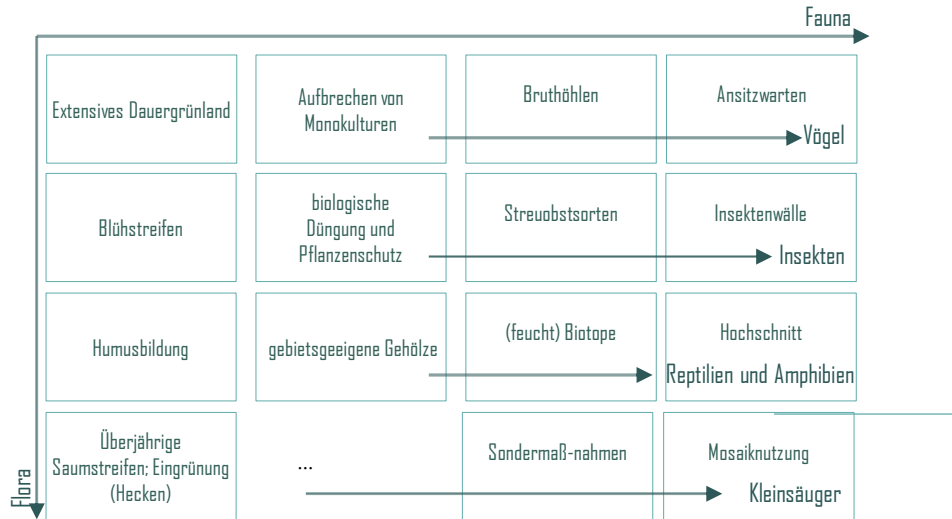 Fauna
Extensives Dauergrünland
Aufbrechen von
Monokulturen
Bruthöhlen
Ansitzwarten
Vögel
Blühstreifen
biologische
Düngung und
Pflanzenschutz
Streuobstsorten
Insektenwälle
Insekten
Humusbildung
gebietsgeeigene Gehölze
(feucht) Biotope
Hochschnitt
Reptilien und Amphibien
Überjährige
Saumstreifen; Eingrünung
(Hecken)
...
Sondermaß-nahmen
Mosaiknutzung
Kleinsäuger
Flora